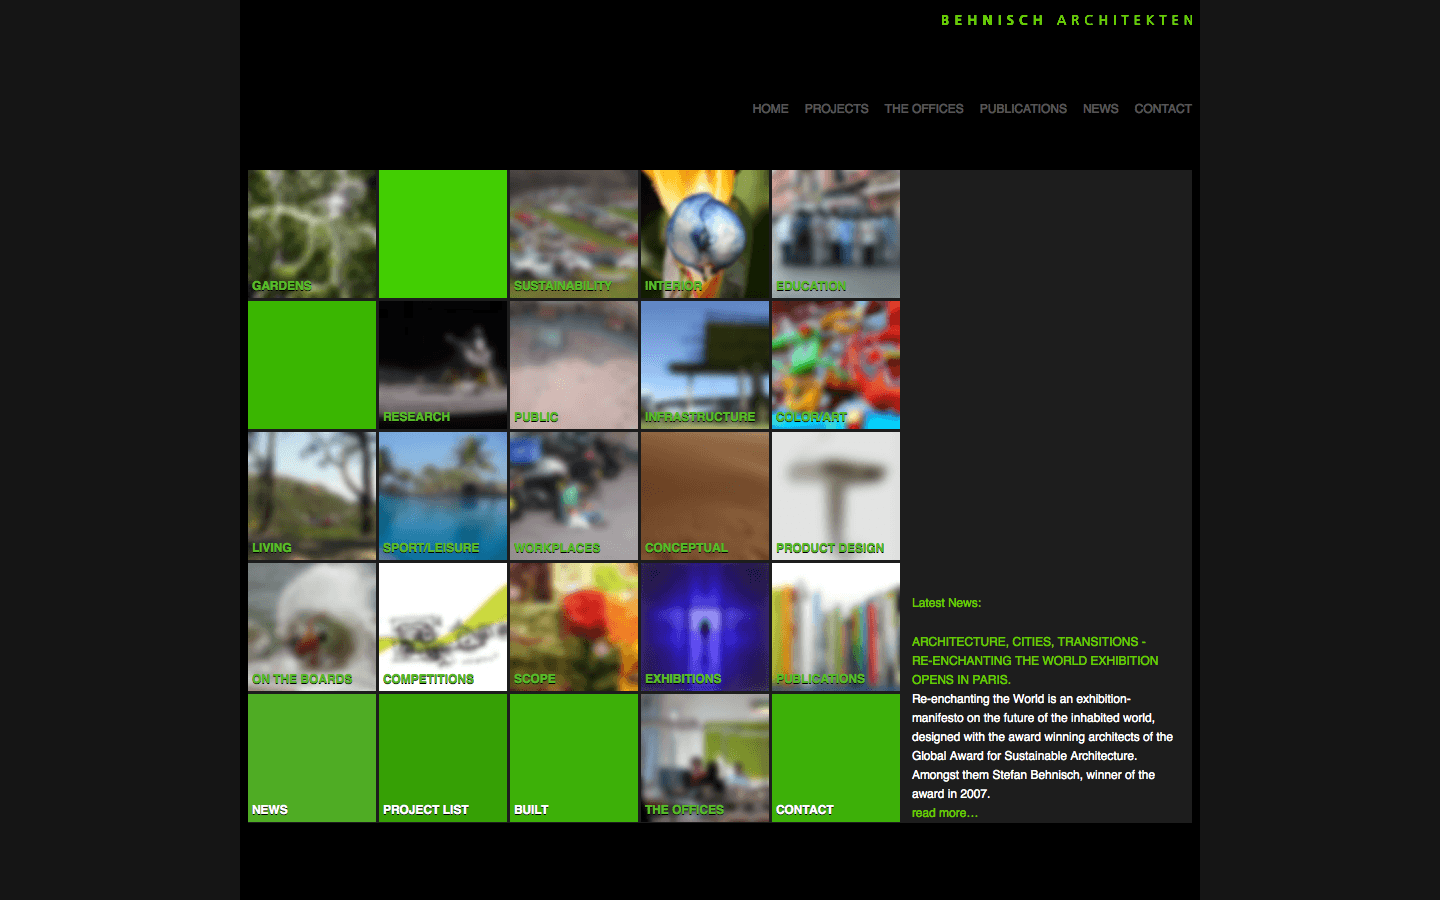 BEHNISCH ARCHITEKTEN
HOME PROJECTS THE OFFICES PUBLICATIONS NEWS CONTACT
GARDENS
SUSTAINABILITY
INTERIOR
EDUCATION
RESEARCH
PUBLIC
INFRASTRUCTURE
COLOR/ART
LIVING
SPORT/LEISURE
WORKPLACES
CONCEPTUAL
PRODUCT DESIGN
ON THE BOARDS
COMPETITIONS
SCOPE
EXHIBITIONS
PUBLICATIONS
NEWS
PROJECT LIST
BUILT
THE OFFICES
CONTACT
Latest News:
ARCHITECTURE, CITIES, TRANSITIONS -
RE-ENCHANTING THE WORLD EXHIBITION
OPENS IN PARIS.
Re-enchanting the World is an exhibition-
manifesto on the future of the inhabited world,
designed with the award winning architects of the
Global Award for Sustainable Architecture.
Amongst them Stefan Behnisch, winner of the
award in 2007.
read more...